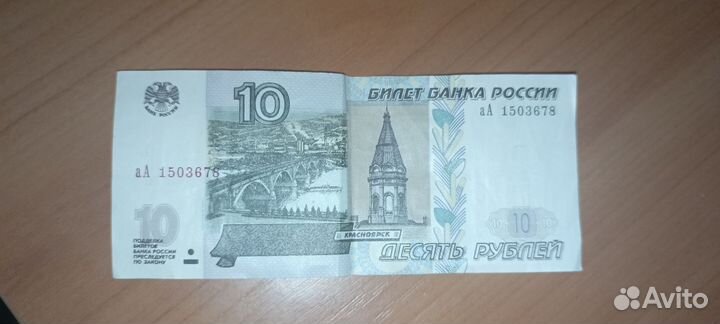 10
БИЛЕТ БАНКА РОССИИ
аА 1503678
БАНК РОССИИ
аА 1503678
10
КРАСНОЯРСК
10
ПОДДЕЛКА
БИЛЕТОВ
БАНКА РОССИИ
ПРЕСЛЕДУЕТСЯ
ПО ЗАКОНУ
ДЕСЯТЬ РУБЛЕЙ
Avito